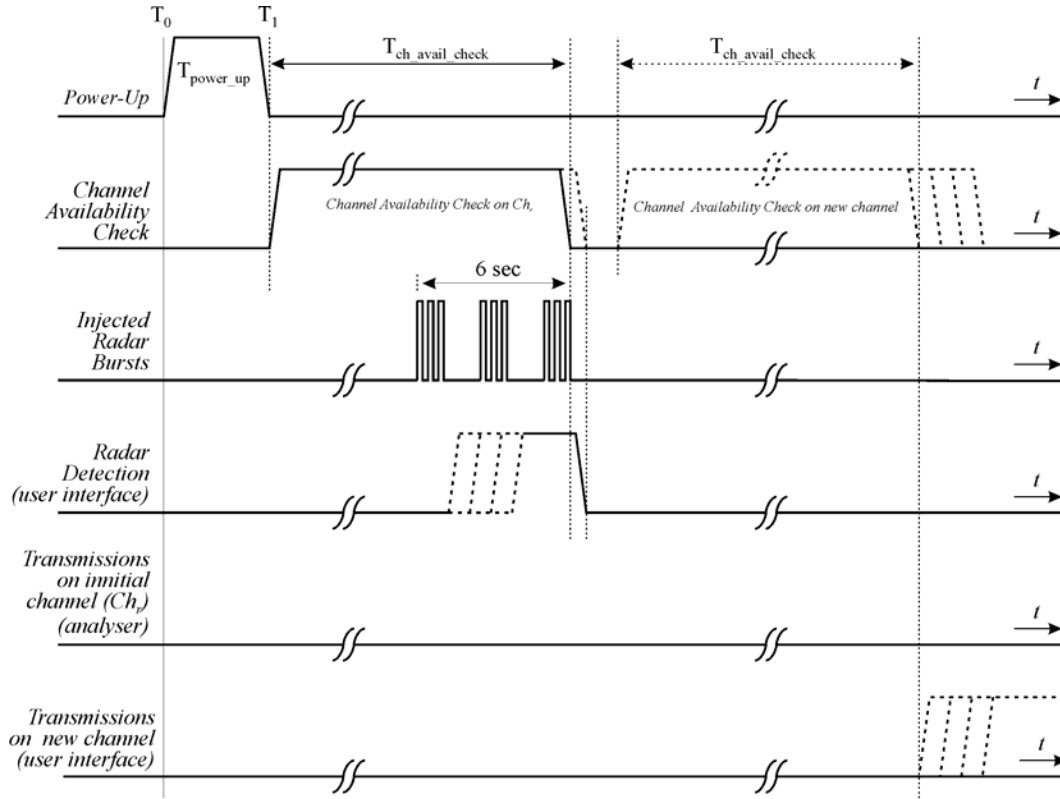 T0 T1
Tch_avail_check Tch_avail_check
Tpower_up
Power-Up
t
Channel
Availability
Check
Channel Availability Check on Chr
Channel Availability Check on new channel
t
6 sec
Injected
Radar
Bursts
t
Radar
Detection
(user interface)
t
Transmissions
on innitial
channel (Chr)
(analyser)
t
Transmissions
on new channel
(user interface)
t